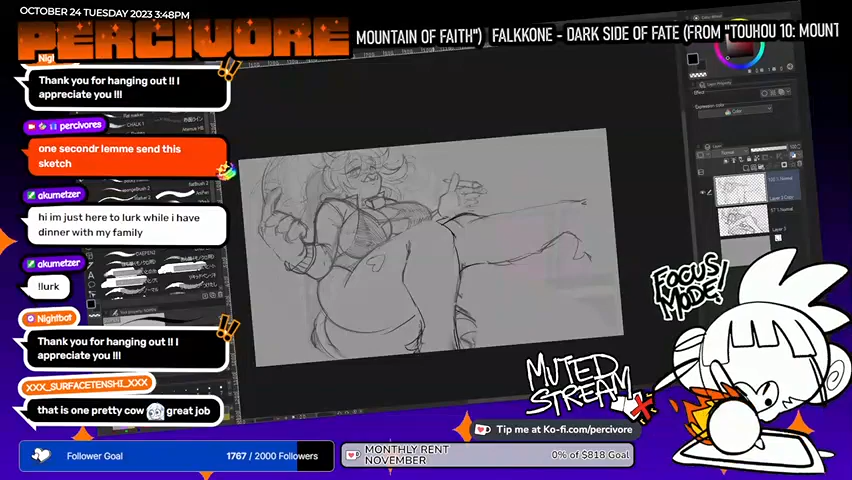 OCTOBER 24 TUESDAY 2023 3:48PM
PERCIVORE
MOUNTAIN OF FAITH") FALKKONE - DARK SIDE OF FATE (FROM "TOUHOU 10: MOUNT
Nigl
Thank you for hanging out !! I
appreciate you !!!
percivores
one secondr lemme send this
sketch
akumetzer
hi im just here to lurk while i have
dinner with my family
akumetzer
!lurk
Nightbot
Thank you for hanging out !! I
appreciate you !!!
XXX_SURFACETENSHI_XXX
that is one pretty cow great job
FOCUS
MODE!
MUTED
STREAM
Tip me at Ko-fi.com/percivore
Follower Goal
1767 / 2000 Followers
MONTHLY RENT
NOVEMBER
0% of $818 Goal